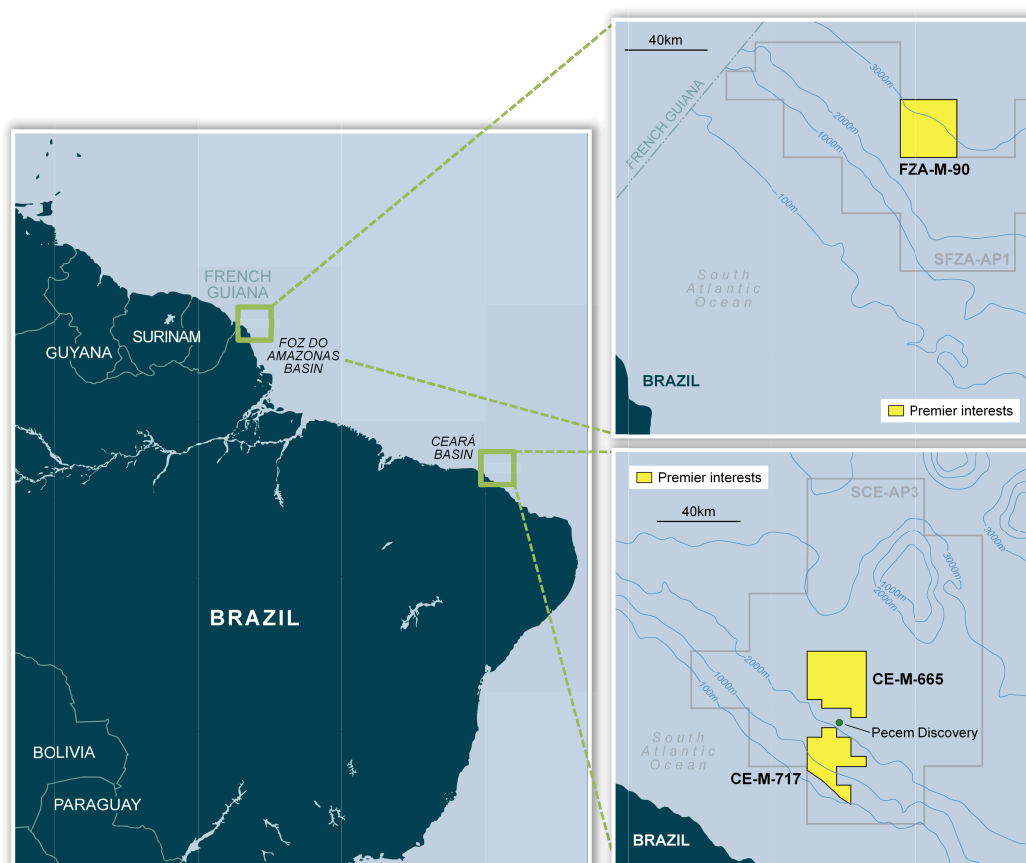 FRENCH
GUIANA
SURINAM
GUYANA
FOZ DO
AMAZONAS
BASIN
CEARÁ
BASIN
BRAZIL
BOLIVIA
PARAGUAY
40km
FRENCH GUIANA
3000m
2000m
1000m
100m
FZA-M-90
SFZA-AP1
South
Atlantic
Ocean
BRAZIL
Premier interests
Premier interests
40km
SCE-AP3
3000m
3000m
1000m
2000m
2000m
1000m
100m
CE-M-665
Pecem Discovery
South
Atlantic
Ocean
CE-M-717
BRAZIL